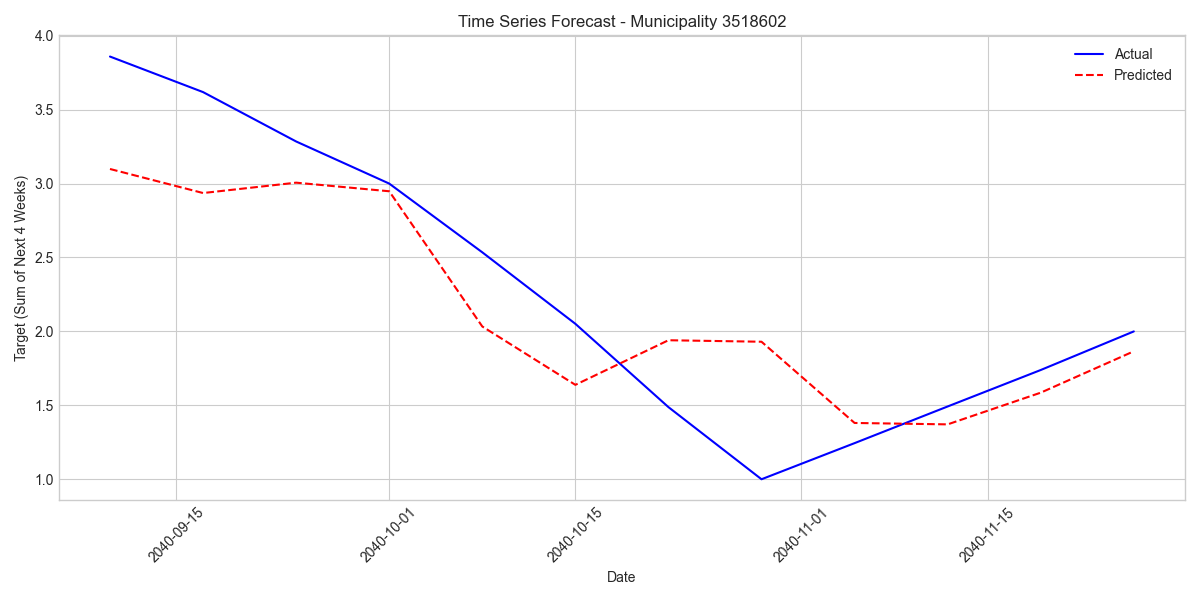 Time Series Forecast - Municipality 3518602
Actual
Predicted
Target (Sum of Next 4 Weeks)
4.0
3.5
3.0
2.5
2.0
1.5
1.0
2040-09-15
2040-10-01
2040-10-15
2040-11-01
2040-11-15
Date